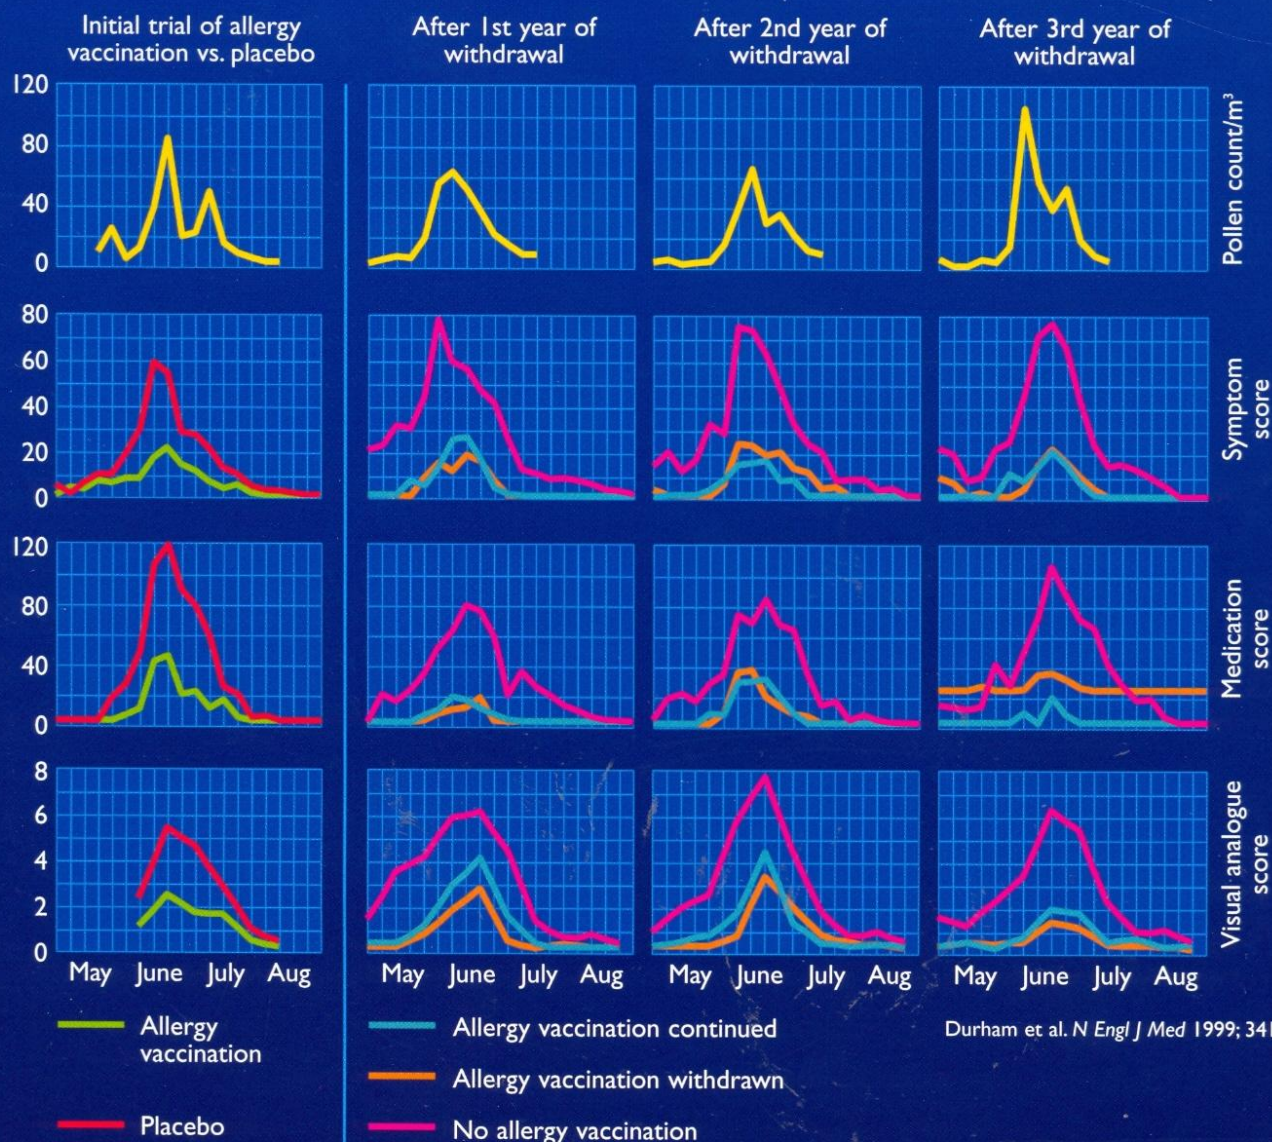 Initial trial of allergy
vaccination vs. placebo
After 1st year of
withdrawal
After 2nd year of
withdrawal
After 3rd year of
withdrawal
120
80
40
0
Pollen count/m³
80
60
40
20
0
Symptom
score
120
80
40
0
Medication
score
8
6
4
2
0
Visual analogue
score
May June July Aug
May June July Aug
May June July Aug
May June July Aug
Allergy
vaccination
Placebo
Allergy vaccination continued
Allergy vaccination withdrawn
No allergy vaccination
Durham et al. N Engl J Med 1999; 341